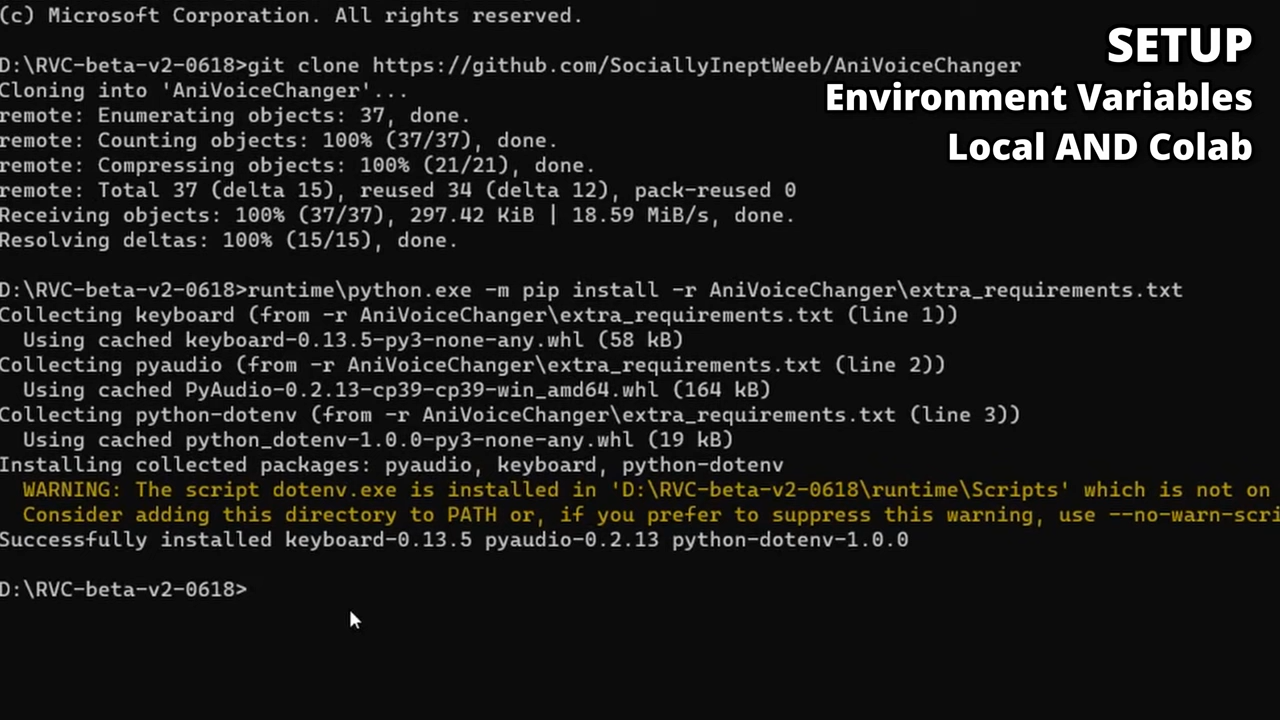 (c) Microsoft Corporation. All rights reserved.
SETUP
Environment Variables
Local AND Colab
D:\RVC-beta-v2-0618>git clone https://github.com/SociallyIneptWeeb/AniVoiceChanger
Cloning into 'AniVoiceChanger'...
remote: Enumerating objects: 37, done.
remote: Counting objects: 100% (37/37), done.
remote: Compressing objects: 100% (21/21), done.
remote: Total 37 (delta 15), reused 34 (delta 12), pack-reused 0
Receiving objects: 100% (37/37), 297.42 KiB | 18.59 MiB/s, done.
Resolving deltas: 100% (15/15), done.
D:\RVC-beta-v2-0618>runtime\python.exe -m pip install -r AniVoiceChanger\extra_requirements.txt
Collecting keyboard (from -r AniVoiceChanger\extra_requirements.txt (line 1))
Using cached keyboard-0.13.5-py3-none-any.whl (58 kB)
Collecting pyaudio (from -r AniVoiceChanger\extra_requirements.txt (line 2))
Using cached PyAudio-0.2.13-cp39-cp39-win_amd64.whl (164 kB)
Collecting python-dotenv (from -r AniVoiceChanger\extra_requirements.txt (line 3))
Using cached python_dotenv-1.0.0-py3-none-any.whl (19 kB)
Installing collected packages: pyaudio, keyboard, python-dotenv
WARNING: The script dotenv.exe is installed in 'D:\RVC-beta-v2-0618\runtime\Scripts' which is not on
Consider adding this directory to PATH or, if you prefer to suppress this warning, use --no-warn-scri
Successfully installed keyboard-0.13.5 pyaudio-0.2.13 python-dotenv-1.0.0
D:\RVC-beta-v2-0618>